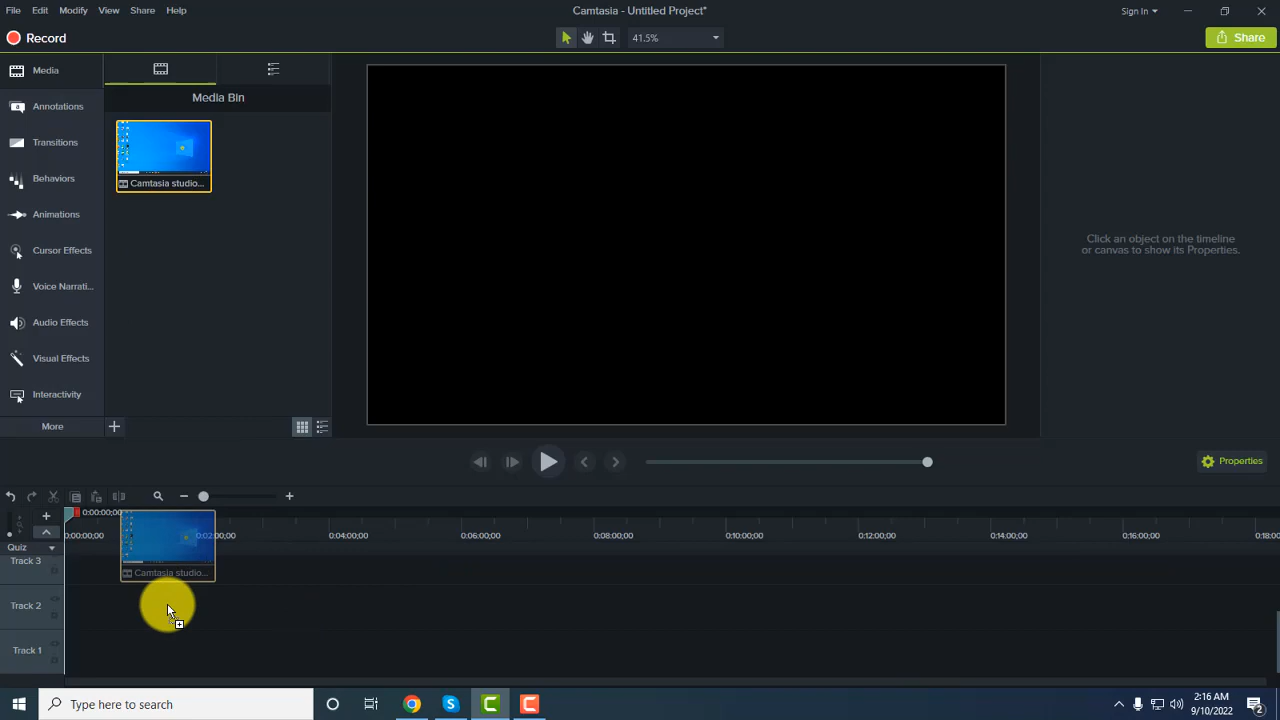 File Edit Modify View Share Help
Camtasia - Untitled Project*
Sign In
Record
41.5%
Share
Media
Annotations
Transitions
Behaviors
Animations
Cursor Effects
Voice Narrati...
Audio Effects
Visual Effects
Interactivity
More
Media Bin
Camtasia studio...
Click an object on the timeline
or canvas to show its Properties.
Properties
0:00:00;00
0:00:00;00 0:02:00;00 0:04:00;00 0:06:00;00 0:08:00;00 0:10:00;00 0:12:00;00 0:14:00;00 0:16:00;00 0:18:00
Quiz
Track 3
Camtasia studio...
Track 2
Track 1
Type here to search
2:16 AM
9/10/2022
2